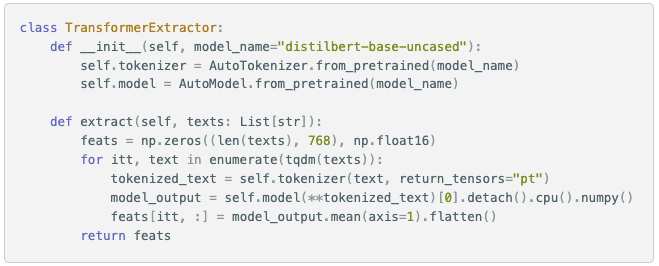 class TransformerExtractor:
    def __init__(self, model_name="distilbert-base-uncased"):
        self.tokenizer = AutoTokenizer.from_pretrained(model_name)
        self.model = AutoModel.from_pretrained(model_name)

    def extract(self, texts: List[str]):
        feats = np.zeros((len(texts), 768), np.float16)
        for itt, text in enumerate(tqdm(texts)):
            tokenized_text = self.tokenizer(text, return_tensors="pt")
            model_output = self.model(**tokenized_text)[0].detach().cpu().numpy()
            feats[itt, :] = model_output.mean(axis=1).flatten()
        return feats